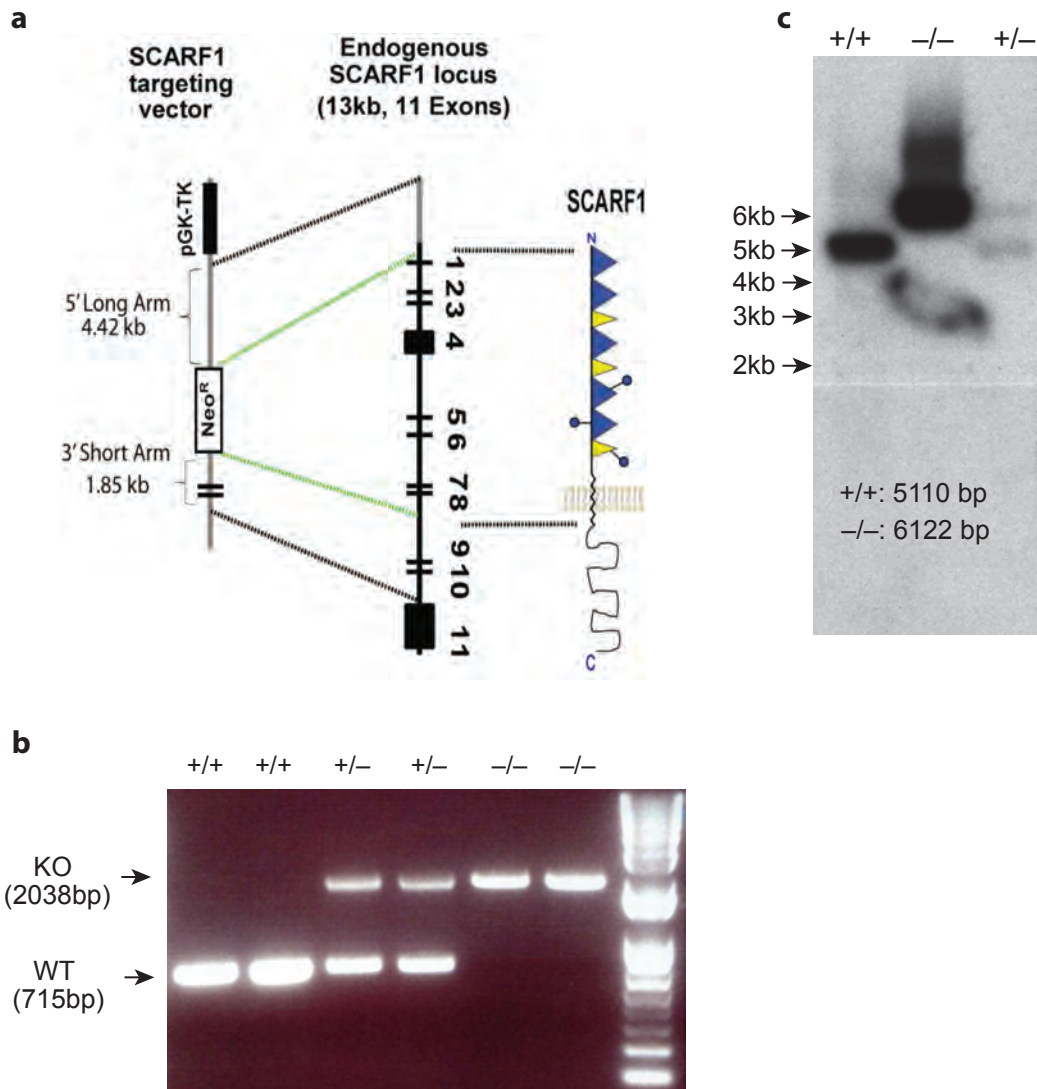 a
SCARF1
targeting
vector
Endogenous
SCARF1 locus
(13kb, 11 Exons)
pGK-TK
5' Long Arm
4.42 kb
Neo^R
3' Short Arm
1.85 kb
1
2
3
4
5
6
7
8
9
10
11
SCARF1
N
C
c
+/+ –/– +/–
6kb
5kb
4kb
3kb
2kb
+/+: 5110 bp
–/–: 6122 bp
b
+/+ +/+ +/– +/– –/– –/–
KO
(2038bp)
WT
(715bp)